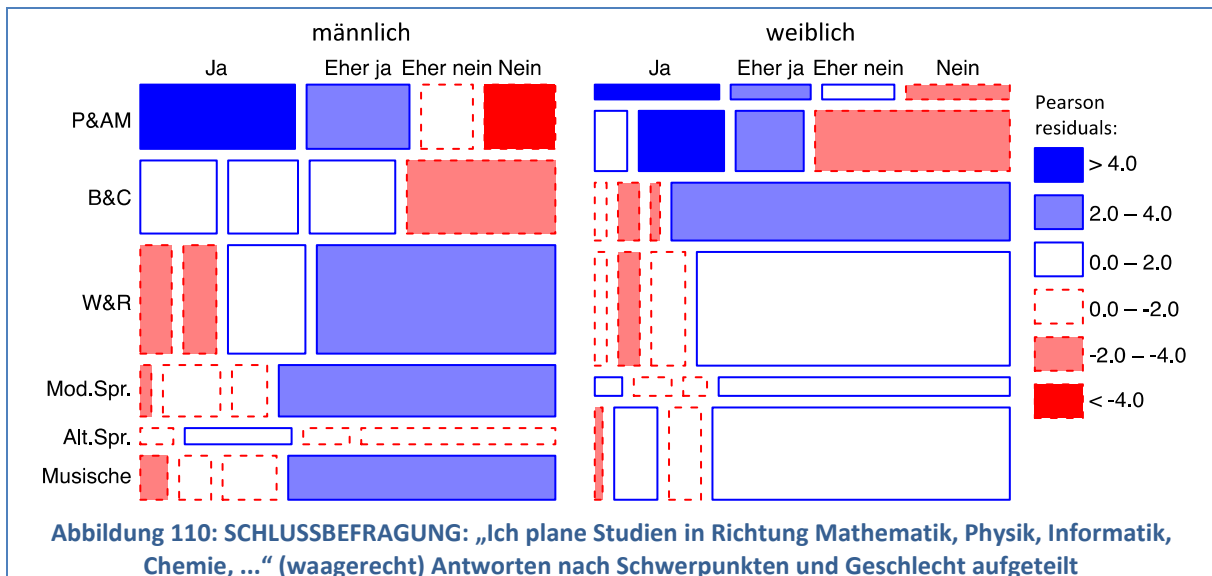 männlich
weiblich
Ja Eher ja Eher nein Nein
Ja Eher ja Eher nein Nein
P&AM
B&C
W&R
Mod.Spr.
Alt.Spr.
Musische
Pearson
residuals:
> 4.0
2.0 – 4.0
0.0 – 2.0
0.0 – -2.0
-2.0 – -4.0
< -4.0
Abbildung 110: SCHLUSSBEFRAGUNG: „Ich plane Studien in Richtung Mathematik, Physik, Informatik,
Chemie, ...“ (waagerecht) Antworten nach Schwerpunkten und Geschlecht aufgeteilt